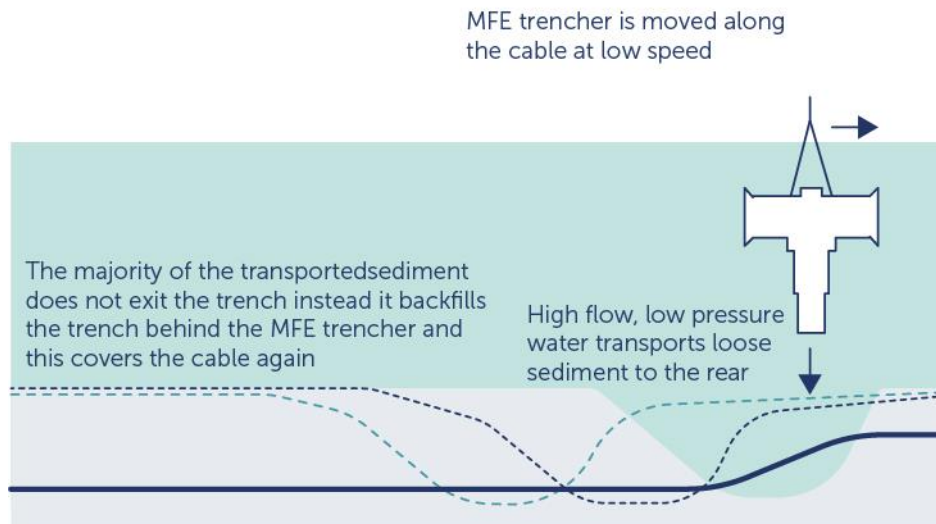 MFE trencher is moved along
the cable at low speed
The majority of the transportedsediment
does not exit the trench instead it backfills
the trench behind the MFE trencher and
this covers the cable again
High flow, low pressure
water transports loose
sediment to the rear